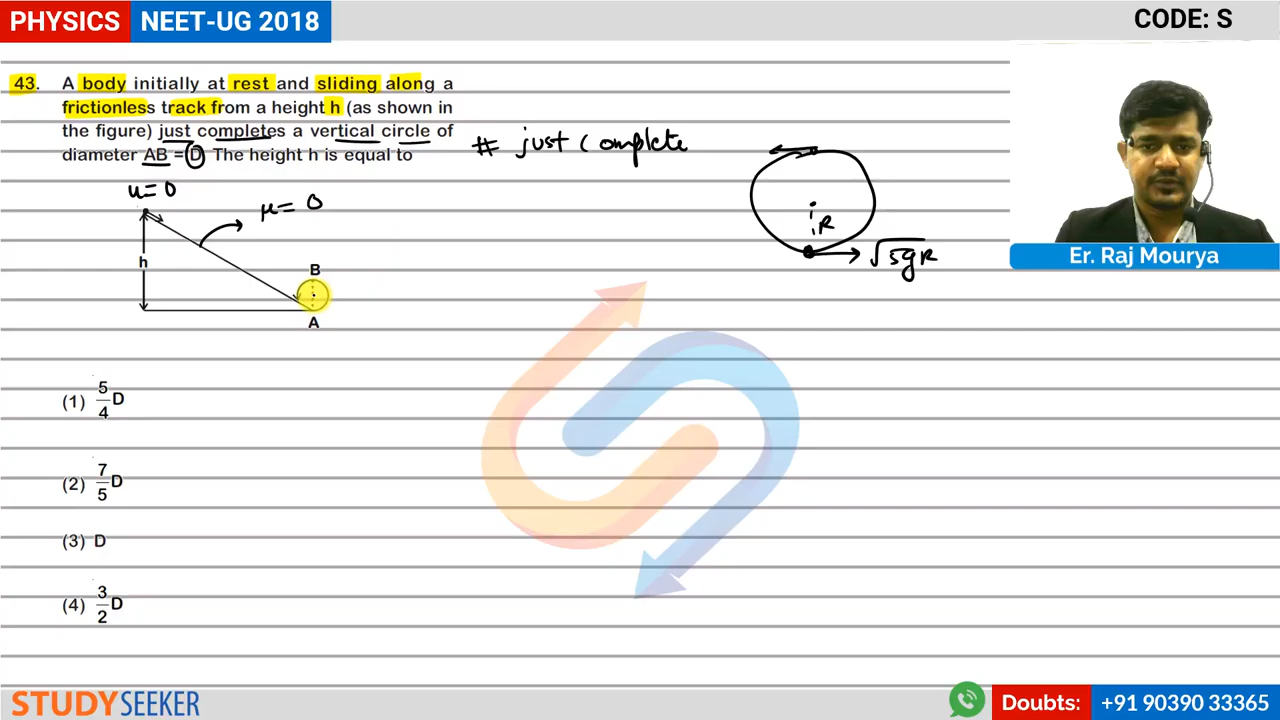 PHYSICS NEET-UG 2018 CODE: S
43. A body initially at rest and sliding along a
frictionless track from a height h (as shown in
the figure) just completes a vertical circle of
diameter AB = D. The height h is equal to
# just complete
u=0
μ= 0
h
B
A
R
√5gR
Er. Raj Mourya
(1) 5/4 D
(2) 7/5 D
(3) D
(4) 3/2 D
STUDYSEEKER Doubts: +91 90390 33365